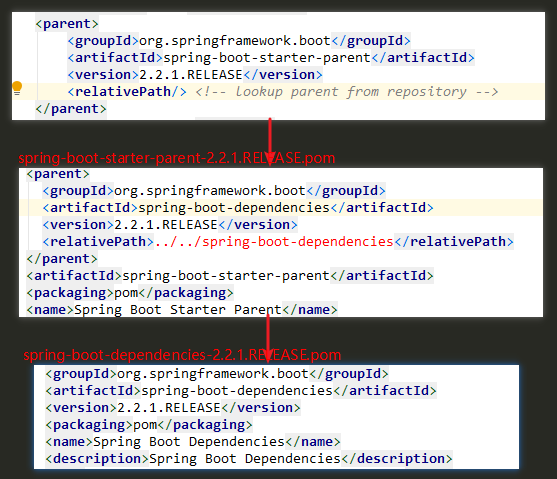 <parent>
<groupId>org.springframework.boot</groupId>
<artifactId>spring-boot-starter-parent</artifactId>
<version>2.2.1.RELEASE</version>
<relativePath/> <!-- lookup parent from repository -->
</parent>
spring-boot-starter-parent-2.2.1.RELEASE.pom
<parent>
<groupId>org.springframework.boot</groupId>
<artifactId>spring-boot-dependencies</artifactId>
<version>2.2.1.RELEASE</version>
<relativePath>../../spring-boot-dependencies</relativePath>
</parent>
<artifactId>spring-boot-starter-parent</artifactId>
<packaging>pom</packaging>
<name>Spring Boot Starter Parent</name>
spring-boot-dependencies-2.2.1.RELEASE.pom
<groupId>org.springframework.boot</groupId>
<artifactId>spring-boot-dependencies</artifactId>
<version>2.2.1.RELEASE</version>
<packaging>pom</packaging>
<name>Spring Boot Dependencies</name>
<description>Spring Boot Dependencies</description>